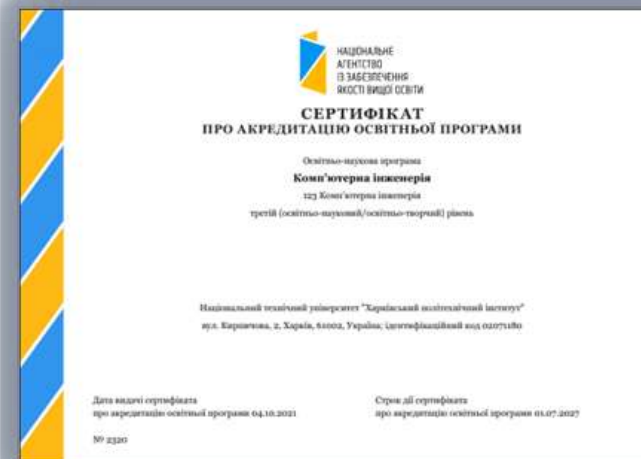 НАЦІОНАЛЬНЕ
АГЕНТСТВО
ІЗ ЗАБЕЗПЕЧЕННЯ
ЯКОСТІ ВИЩОЇ ОСВІТИ
СЕРТИФІКАТ
ПРО АКРЕДИТАЦІЮ ОСВІТНЬОЇ ПРОГРАМИ
Освітньо-наукова програма
Комп'ютерна інженерія
123 Комп'ютерна інженерія
третій (освітньо-науковий/освітньо-творчий) рівень
Національний технічний університет "Харківський політехнічний інститут"
вул. Кирпичова, 2, Харків, 61002, Україна; ідентифікаційний код 02071180
Дата видачі сертифіката
про акредитацію освітньої програми 04.10.2021
Строк дії сертифіката
про акредитацію освітньої програми 01.07.2027
№ 2320